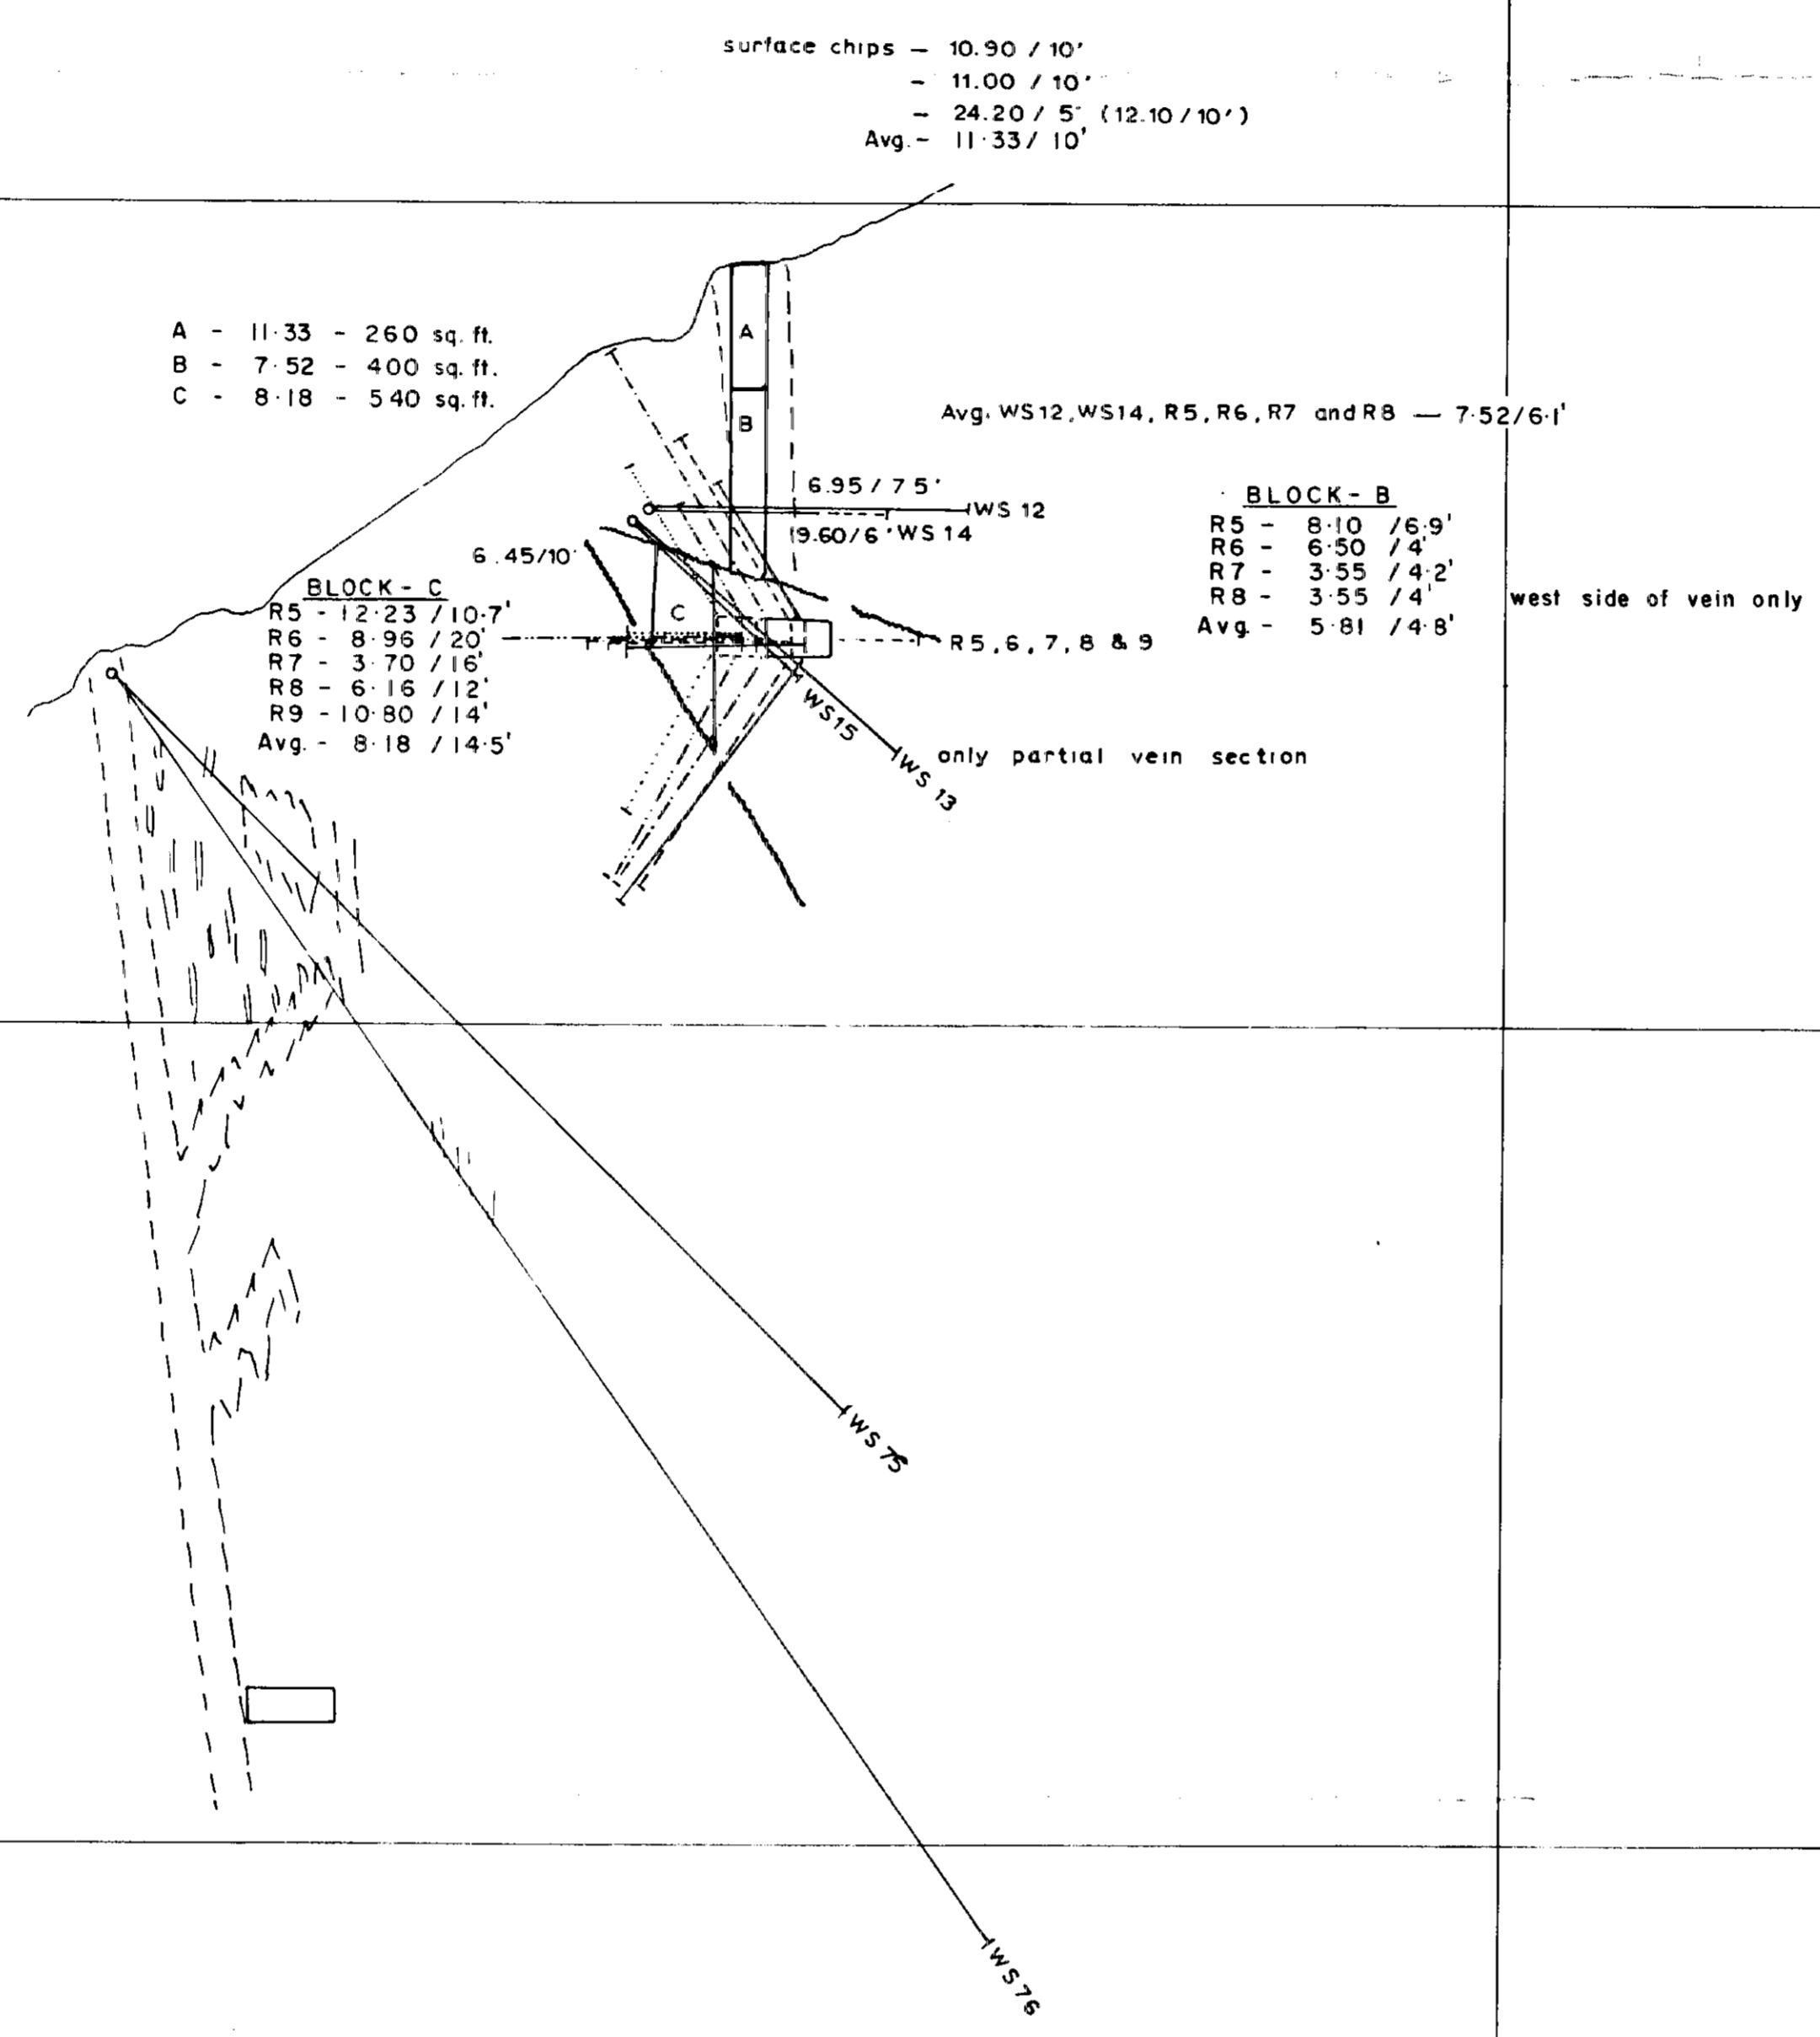 surface chips - 10.90 / 10'
- 11.00 / 10'
- 24.20 / 5' (12.10 / 10')
Avg. - 11.33 / 10'
A - 11.33 - 260 sq. ft.
B - 7.52 - 400 sq. ft.
C - 8.18 - 540 sq. ft.
A
B
Avg. WS12, WS14, R5, R6, R7 and R8 — 7.52/6.1'
6.95 / 7.5'
WS 12
9.60/6' WS 14
6.45/10'
BLOCK - B
R5 - 8.10 / 6.9'
R6 - 6.50 / 4'
R7 - 3.55 / 4.2'
R8 - 3.55 / 4'
Avg. - 5.81 / 4.8'
west side of vein only
BLOCK - C
R5 - 12.23 / 10.7'
R6 - 8.96 / 20'
R7 - 3.70 / 16'
R8 - 6.16 / 12'
R9 - 10.80 / 14'
Avg. - 8.18 / 14.5'
C
R5, 6, 7, 8 & 9
WS15
WS 13
only partial vein section
WS 75
WS 76